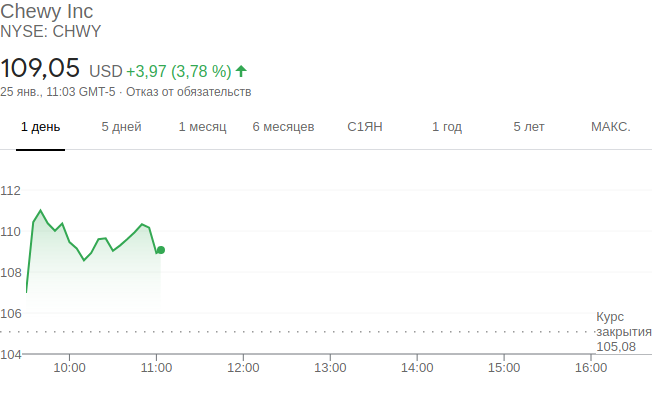 Chewy Inc
NYSE: CHWY
109,05 USD +3,97 (3,78 %)
25 янв., 11:03 GMT-5 · Отказ от обязательств
1 день 5 дней 1 месяц 6 месяцев С1ЯН 1 год 5 лет МАКС.
112
110
108
106
Курс
закрытия
105,08
104
10:00 11:00 12:00 13:00 14:00 15:00 16:00